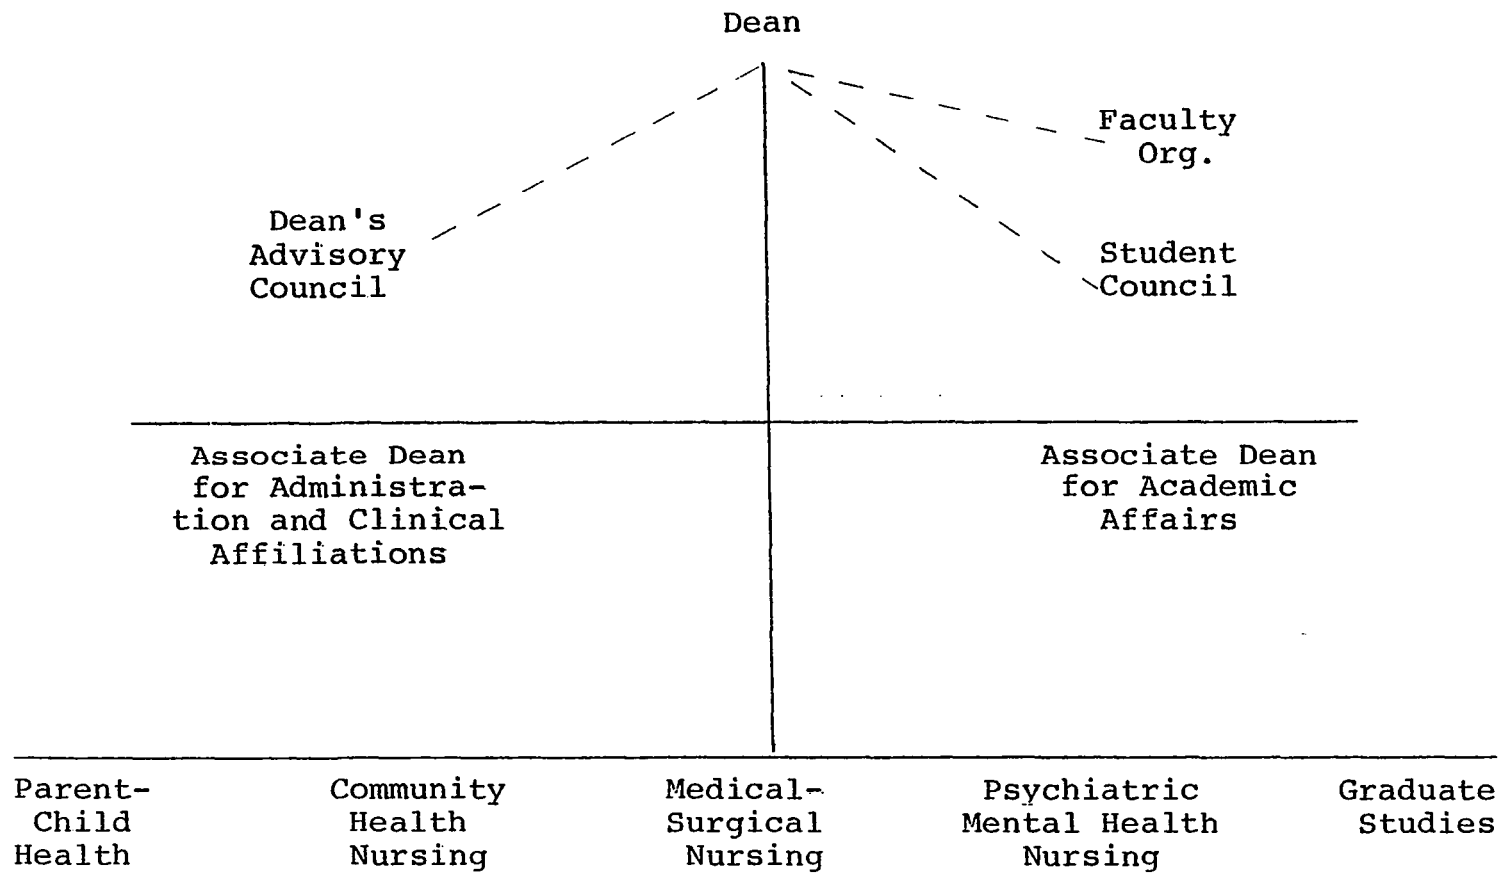 Dean
Faculty
Org.
Dean's
Advisory
Council
Student
Council
Associate Dean
for Administra-
tion and Clinical
Affiliations
Associate Dean
for Academic
Affairs
Parent-
Child
Health
Community
Health
Nursing
Medical-
Surgical
Nursing
Psychiatric
Mental Health
Nursing
Graduate
Studies